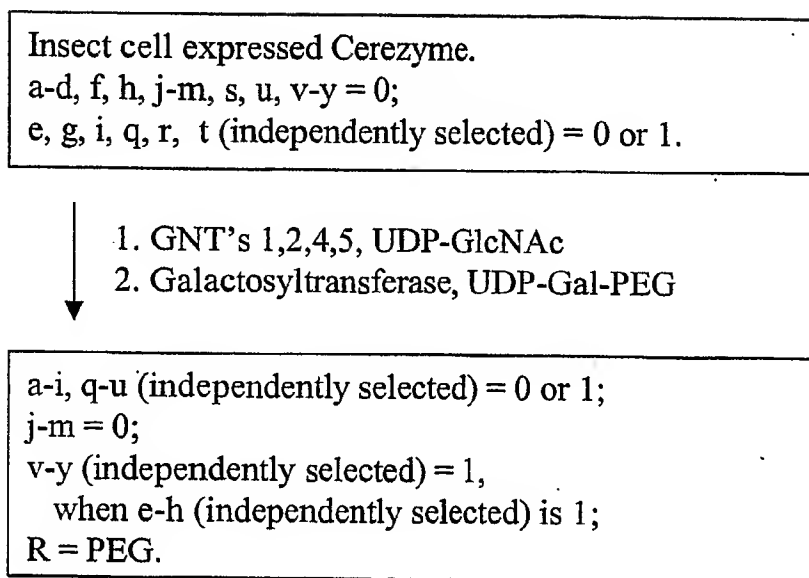 Insect cell expressed Cerezyme.
a-d, f, h, j-m, s, u, v-y = 0;
e, g, i, q, r, t (independently selected) = 0 or 1.
1. GNT's 1,2,4,5, UDP-GlcNAc
2. Galactosyltransferase, UDP-Gal-PEG
a-i, q-u (independently selected) = 0 or 1;
j-m = 0;
v-y (independently selected) = 1,
when e-h (independently selected) is 1;
R = PEG.